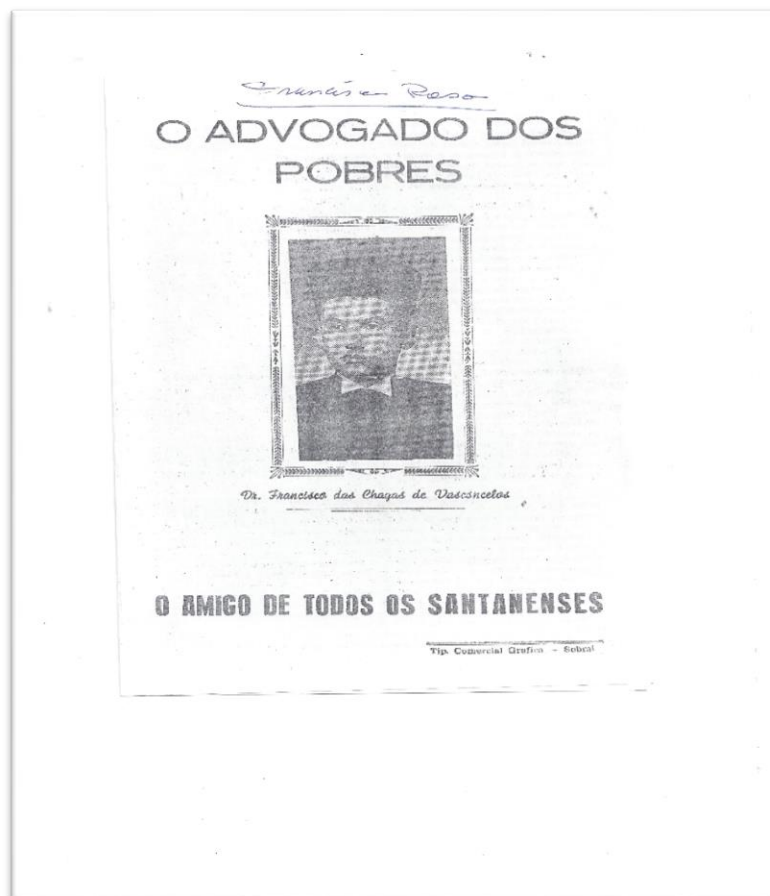 Francisco
O ADVOGADO DOS
POBRES
Dr. Francisco das Chagas de Vasconcelos
O AMIGO DE TODOS OS SANTANENSES
Tip. Comercial Grafica - Sobral